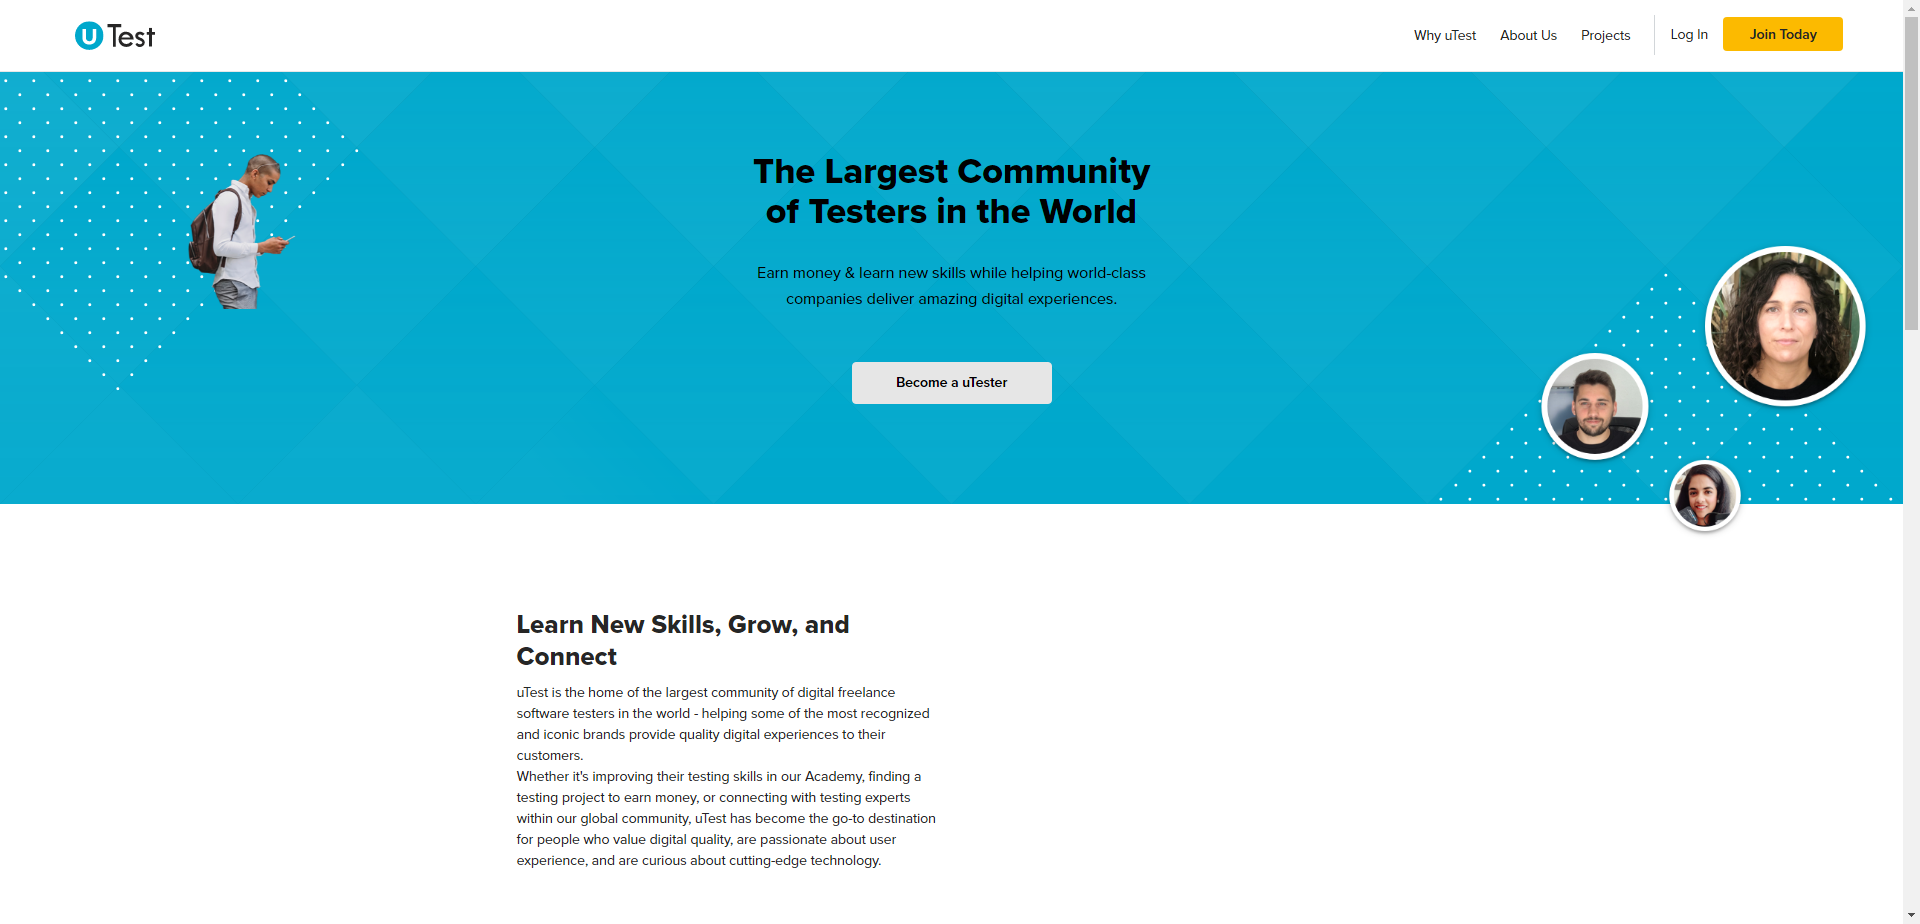 uTest
Why uTest
About Us
Projects
Log In
Join Today
The Largest Community
of Testers in the World
Earn money & learn new skills while helping world-class
companies deliver amazing digital experiences.
Become a uTester
Learn New Skills, Grow, and
Connect
uTest is the home of the largest community of digital freelance
software testers in the world - helping some of the most recognized
and iconic brands provide quality digital experiences to their
customers.
Whether it's improving their testing skills in our Academy, finding a
testing project to earn money, or connecting with testing experts
within our global community, uTest has become the go-to destination
for people who value digital quality, are passionate about user
experience, and are curious about cutting-edge technology.